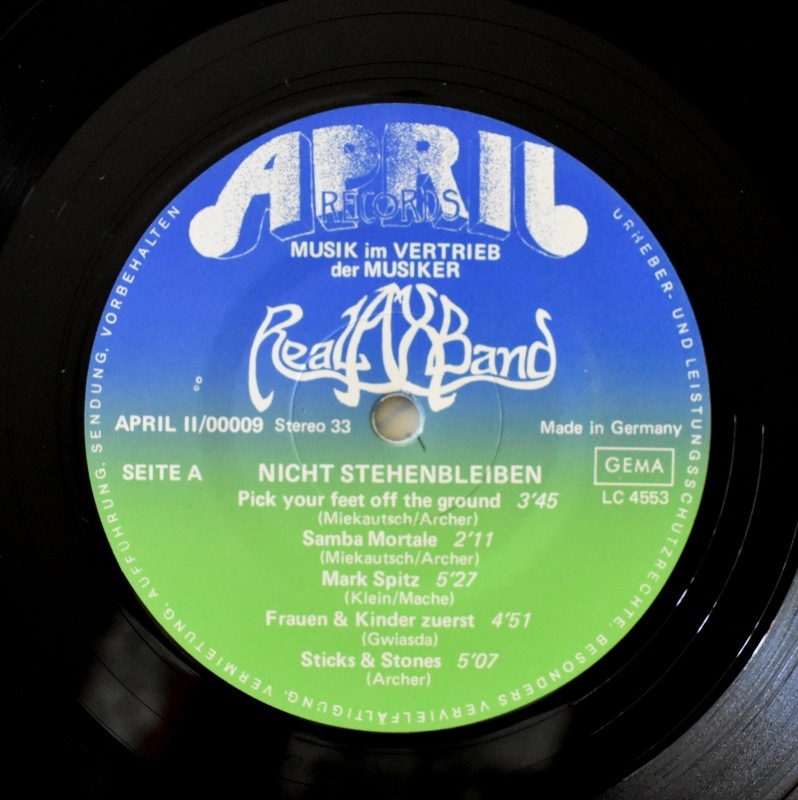 APRIL
RECORDS
MUSIK im VERTRIEB
der MUSIKER
RealAXBand
APRIL II/00009 Stereo 33
Made in Germany
SEITE A
NICHT STEHENBLEIBEN
GEMA
LC 4553
Pick your feet off the ground 3'45
(Miekautsch/Archer)
Samba Mortale 2'11
(Miekautsch/Archer)
Mark Spitz 5'27
(Klein/Mache)
Frauen & Kinder zuerst 4'51
(Gwiasda)
Sticks & Stones 5'07
(Archer)
URHEBER- UND LEISTUNGSSCHUTZRECHTE, BESONDERS VERVIELFÄLTIGUNG, VERMIETUNG, AUFFÜHRUNG, SENDUNG, VORBEHALTEN